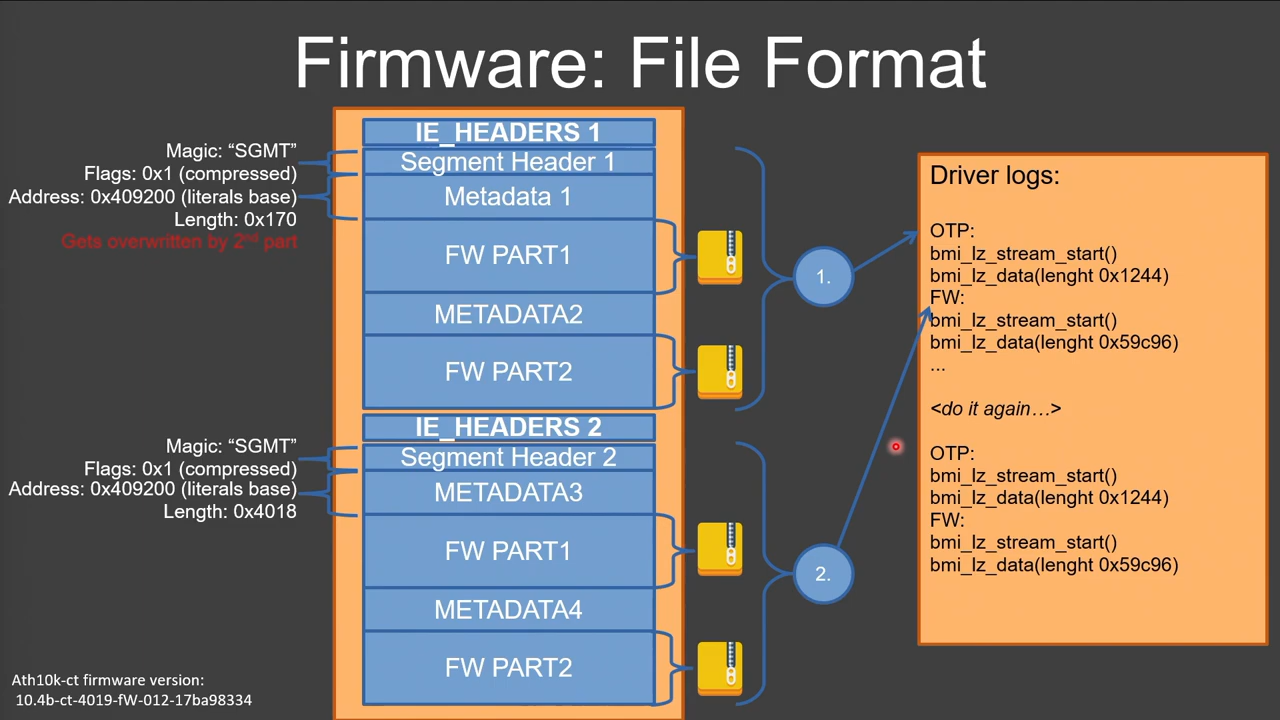 Firmware: File Format
Magic: “SGMT”
Flags: 0x1 (compressed)
Address: 0x409200 (literals base)
Length: 0x170
Gets overwritten by 2nd part
IE_HEADERS 1
Segment Header 1
Metadata 1
FW PART1
METADATA2
FW PART2
1.
Magic: “SGMT”
Flags: 0x1 (compressed)
Address: 0x409200 (literals base)
Length: 0x4018
IE_HEADERS 2
Segment Header 2
METADATA3
FW PART1
METADATA4
FW PART2
2.
Driver logs:
OTP:
bmi_lz_stream_start()
bmi_lz_data(lenght 0x1244)
FW:
bmi_lz_stream_start()
bmi_lz_data(lenght 0x59c96)
...
<do it again…>
OTP:
bmi_lz_stream_start()
bmi_lz_data(lenght 0x1244)
FW:
bmi_lz_stream_start()
bmi_lz_data(lenght 0x59c96)
Ath10k-ct firmware version:
10.4b-ct-4019-fW-012-17ba98334